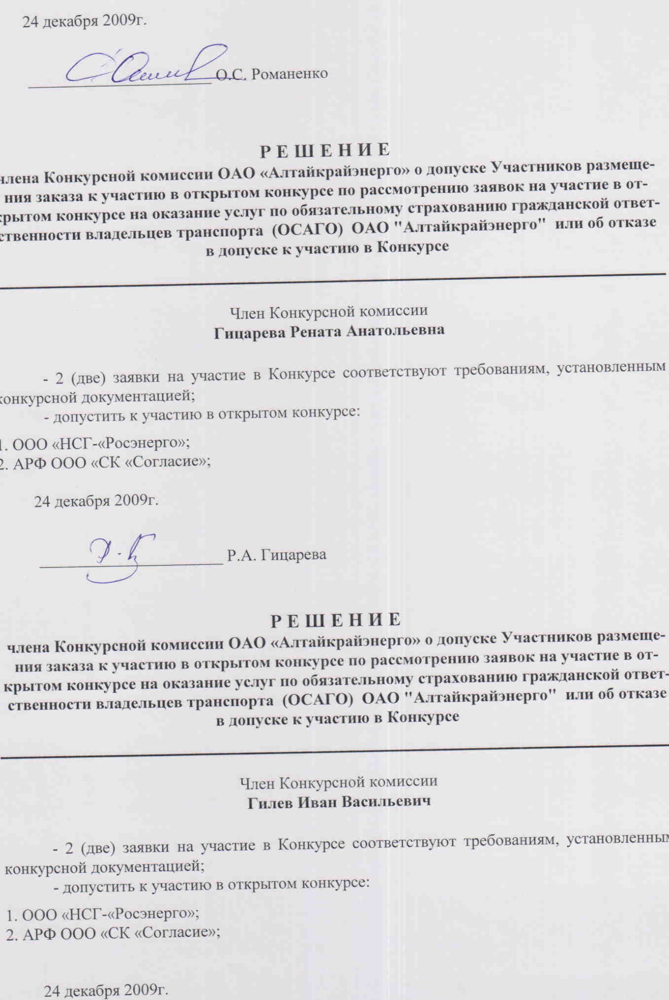 24 декабря 2009г.
О.С. Романенко
Р Е Ш Е Н И Е
члена Конкурсной комиссии ОАО «Алтайкрайэнерго» о допуске Участников размеще-
ния заказа к участию в открытом конкурсе по рассмотрению заявок на участие в от-
крытом конкурсе на оказание услуг по обязательному страхованию гражданской ответ-
ственности владельцев транспорта (ОСАГО) ОАО "Алтайкрайэнерго" или об отказе
в допуске к участию в Конкурсе
Член Конкурсной комиссии
Гицарева Рената Анатольевна
- 2 (две) заявки на участие в Конкурсе соответствуют требованиям, установленным
конкурсной документацией;
- допустить к участию в открытом конкурсе:
1. ООО «НСГ-«Росэнерго»;
2. АРФ ООО «СК «Согласие»;
24 декабря 2009г.
Р.А. Гицарева
Р Е Ш Е Н И Е
члена Конкурсной комиссии ОАО «Алтайкрайэнерго» о допуске Участников размеще-
ния заказа к участию в открытом конкурсе по рассмотрению заявок на участие в от-
крытом конкурсе на оказание услуг по обязательному страхованию гражданской ответ-
ственности владельцев транспорта (ОСАГО) ОАО "Алтайкрайэнерго" или об отказе
в допуске к участию в Конкурсе
Член Конкурсной комиссии
Гилев Иван Васильевич
- 2 (две) заявки на участие в Конкурсе соответствуют требованиям, установленным
конкурсной документацией;
- допустить к участию в открытом конкурсе:
1. ООО «НСГ-«Росэнерго»;
2. АРФ ООО «СК «Согласие»;
24 декабря 2009г.